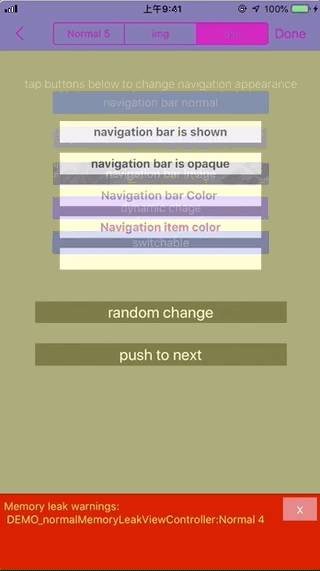 上午9:41
100%
Normal 5
img
Done
tap buttons below to change navigation appearance
navigation bar normal
navigation bar is shown
navigation bar is opaque
navigation bar image
Navigation bar Color
dynamic chage
Navigation item color
switchable
random change
push to next
Memory leak warnings:
x
DEMO_normalMemoryLeakViewController:Normal 4